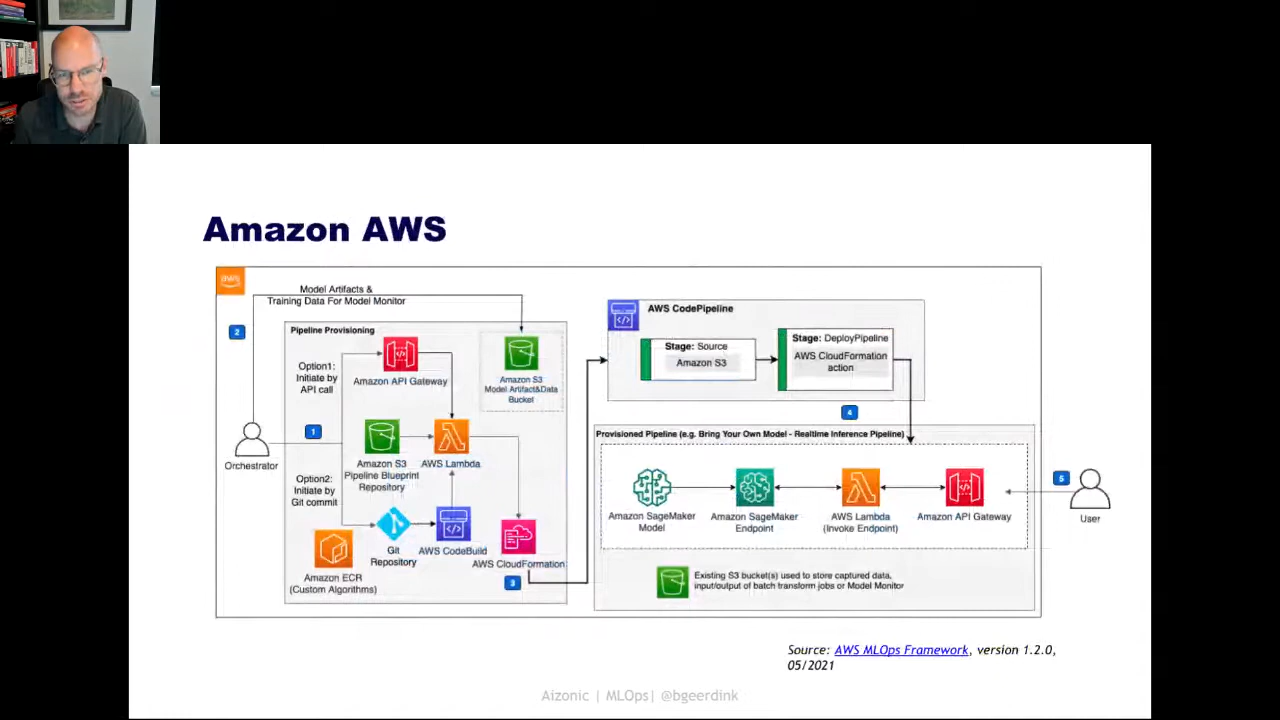 Amazon AWS
aws
Model Artifacts &
Training Data For Model Monitor
2
Pipeline Provisioning
Option1:
Initiate by
API call
Amazon API Gateway
Amazon S3
Model Artifact&Data
Bucket
1
Orchestrator
Amazon S3
Pipeline Blueprint
Repository
AWS Lambda
Option2:
Initiate by
Git commit
Git
Repository
AWS CodeBuild
AWS CloudFormation
Amazon ECR
(Custom Algorithms)
3
AWS CodePipeline
Stage: Source
Amazon S3
Stage: DeployPipeline
AWS CloudFormation
action
4
Provisioned Pipeline (e.g. Bring Your Own Model - Realtime Inference Pipeline)
Amazon SageMaker
Model
Amazon SageMaker
Endpoint
AWS Lambda
(Invoke Endpoint)
Amazon API Gateway
5
User
Existing S3 bucket(s) used to store captured data,
input/output of batch transform jobs or Model Monitor
Source: AWS MLOps Framework, version 1.2.0,
05/2021
Aizonic | MLOps| @bgeerdink